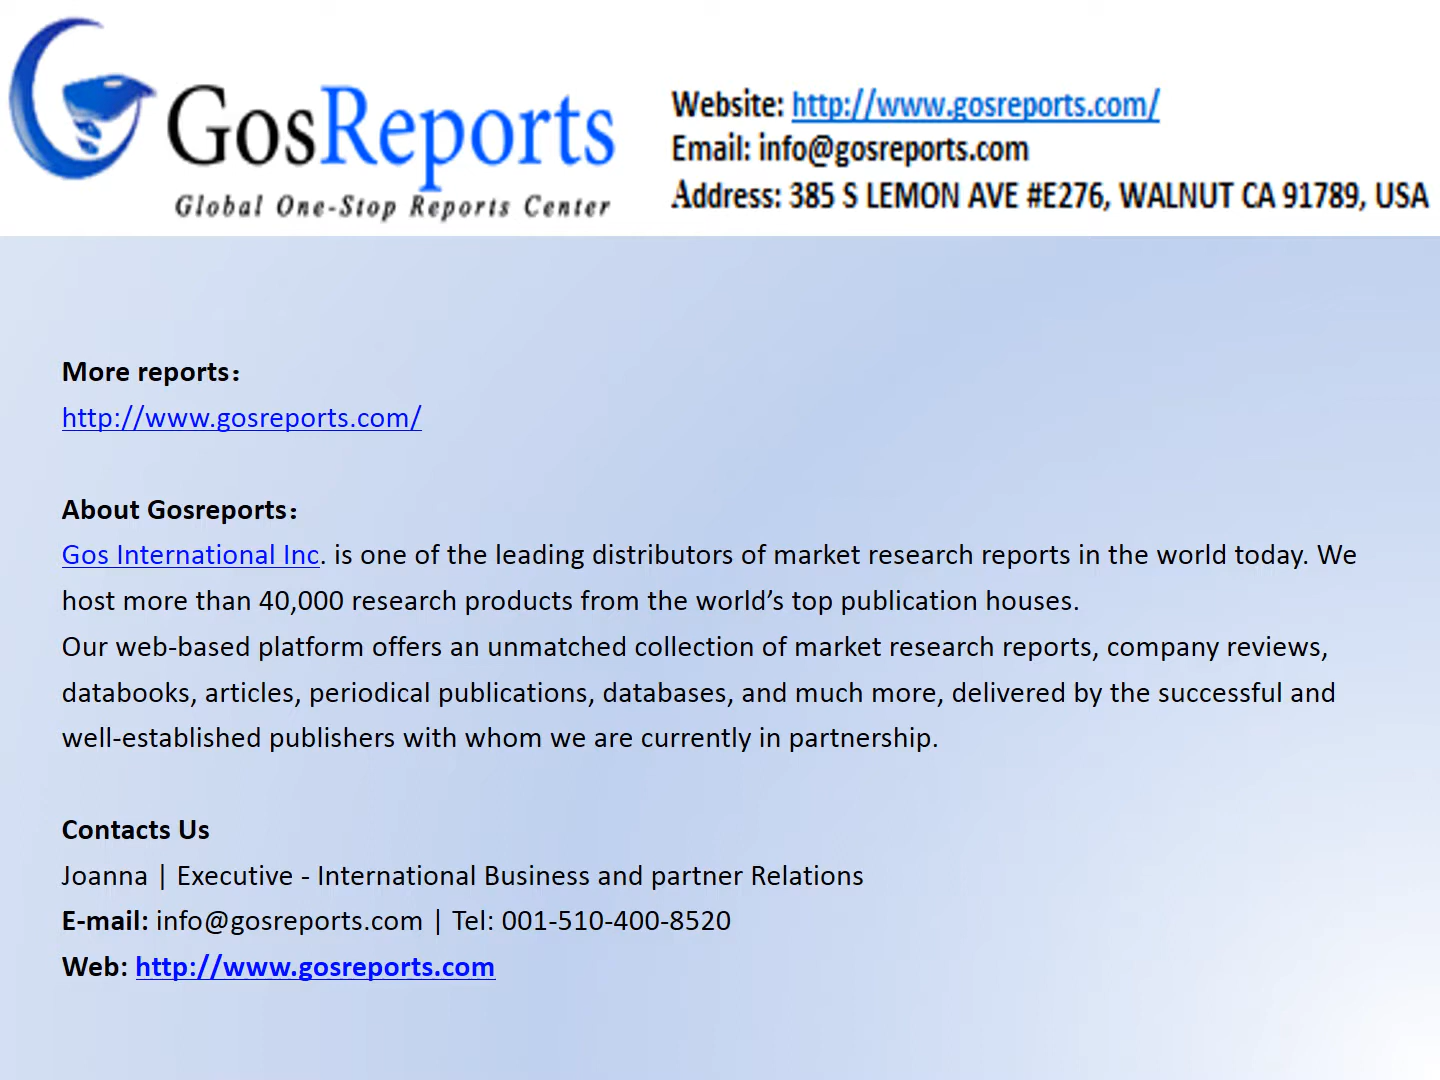 GosReports
Global One-Stop Reports Center
Website: http://www.gosreports.com/
Email: info@gosreports.com
Address: 385 S LEMON AVE #E276, WALNUT CA 91789, USA
More reports：
http://www.gosreports.com/
About Gosreports：
Gos International Inc. is one of the leading distributors of market research reports in the world today. We
host more than 40,000 research products from the world’s top publication houses.
Our web-based platform offers an unmatched collection of market research reports, company reviews,
databooks, articles, periodical publications, databases, and much more, delivered by the successful and
well-established publishers with whom we are currently in partnership.
Contacts Us
Joanna | Executive - International Business and partner Relations
E-mail: info@gosreports.com | Tel: 001-510-400-8520
Web: http://www.gosreports.com